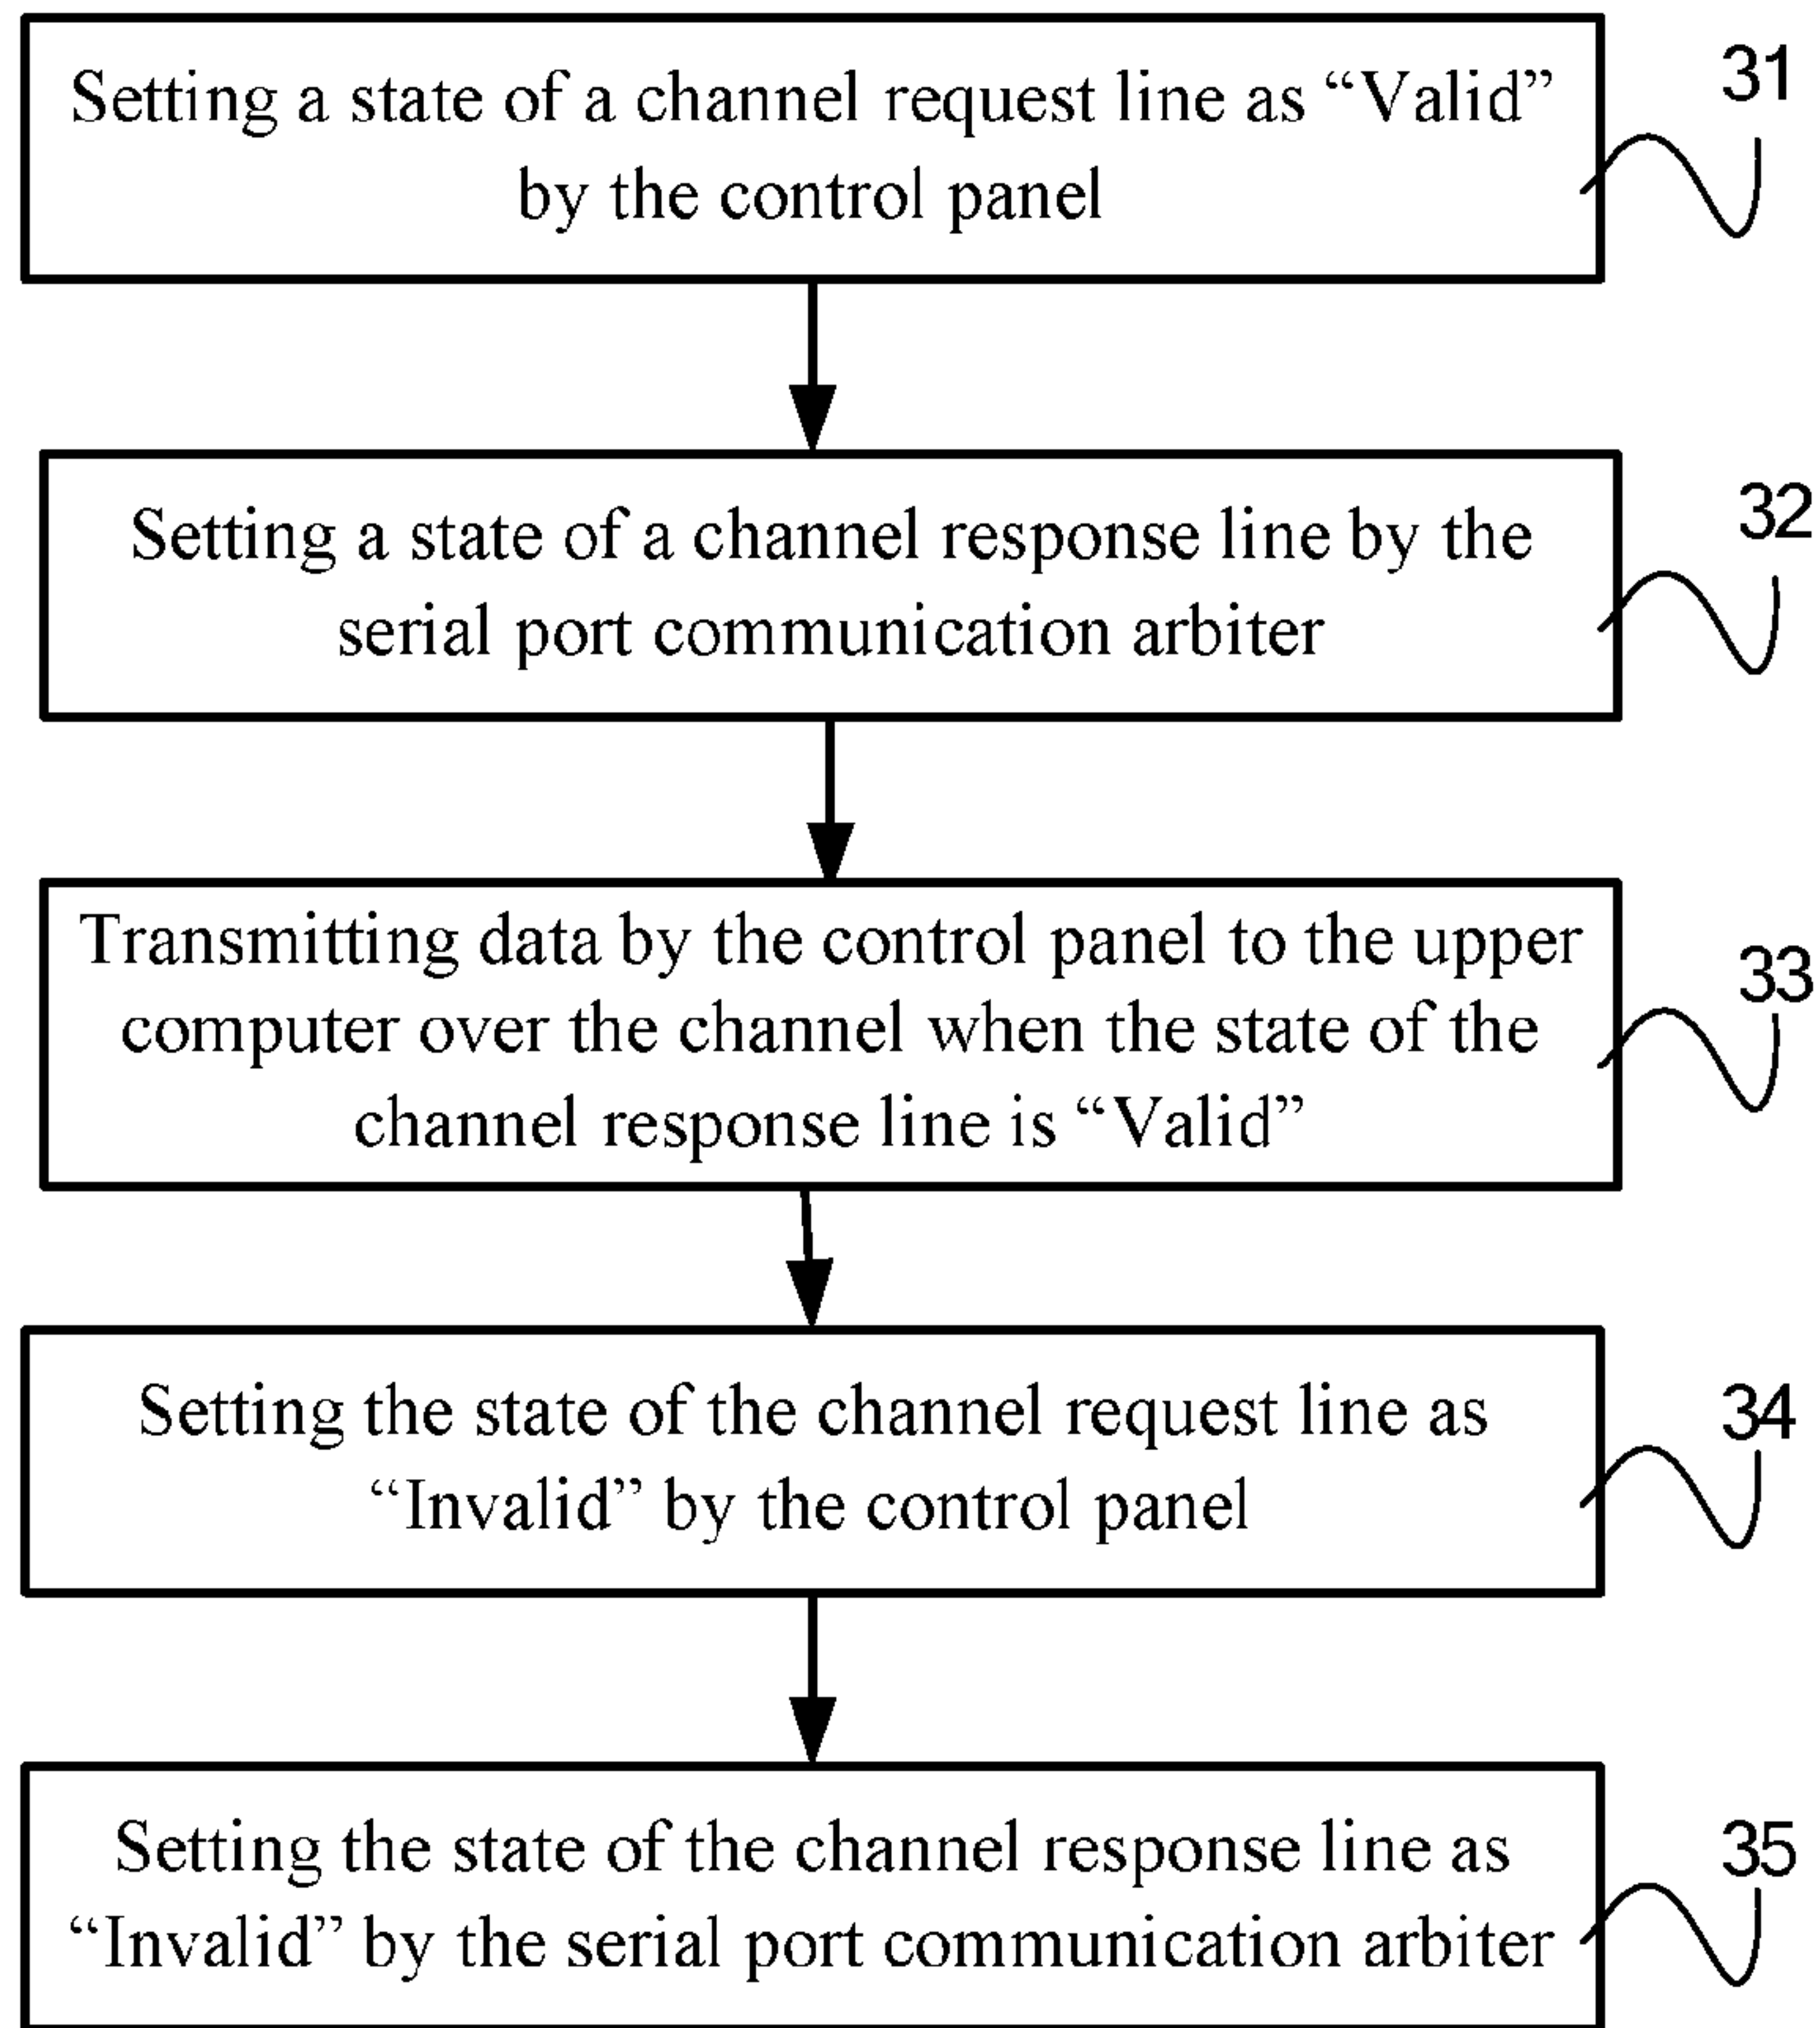 Setting a state of a channel request line as “Valid”
by the control panel
31
Setting a state of a channel response line by the
serial port communication arbiter
32
Transmitting data by the control panel to the upper
computer over the channel when the state of the
channel response line is “Valid”
33
Setting the state of the channel request line as
“Invalid” by the control panel
34
Setting the state of the channel response line as
“Invalid” by the serial port communication arbiter
35